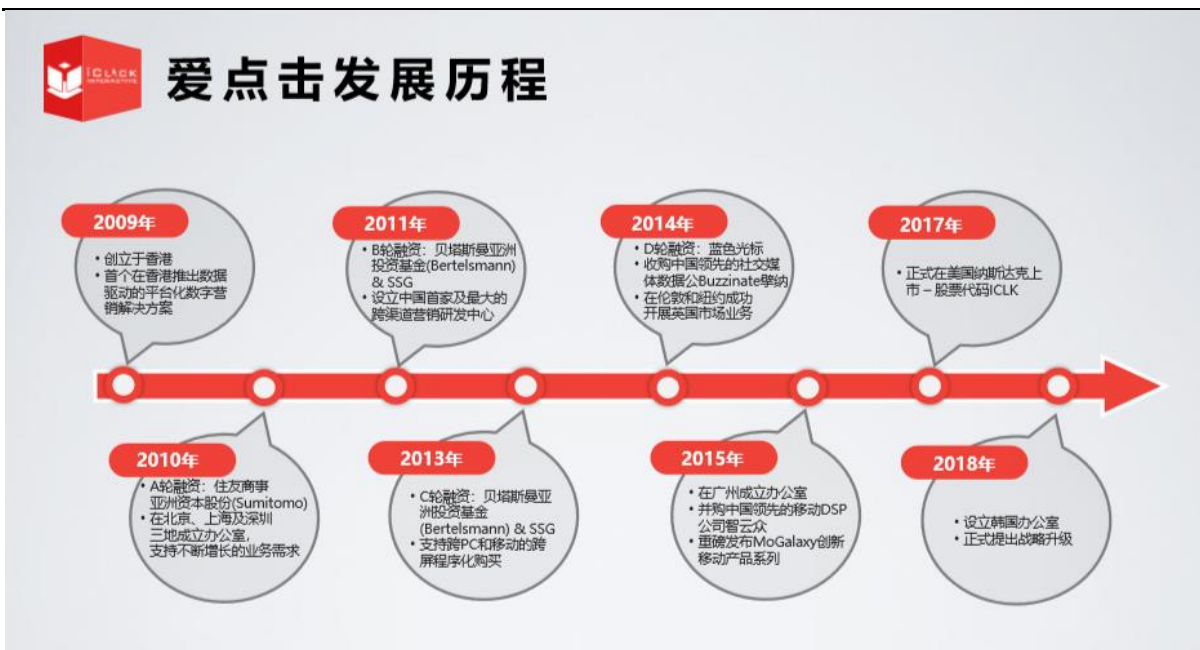 iCLICK
INTERACTIVE
爱点击发展历程
2009年
• 创立于香港
• 首个在香港推出数据
驱动的平台化数字营
销解决方案
2010年
• A轮融资：住友商事
亚洲资本股份(Sumitomo)
• 在北京、上海及深圳
三地成立办公室，
支持不断增长的业务需求
2011年
• B轮融资：贝塔斯曼亚洲
投资基金(Bertelsmann)
& SSG
• 设立中国首家及最大的
跨渠道营销研发中心
2013年
• C轮融资：贝塔斯曼亚
洲投资基金
(Bertelsmann) & SSG
• 支持跨PC和移动的跨
屏程序化购买
2014年
• D轮融资：蓝色光标
• 收购中国领先的社交媒
体数据公Buzzinate擘纳
• 在伦敦和纽约成功
开展英国市场业务
2015年
• 在广州成立办公室
• 并购中国领先的移动DSP
公司智云众
• 重磅发布MoGalaxy创新
移动产品系列
2017年
• 正式在美国纳斯达克上
市 – 股票代码ICLK
2018年
• 设立韩国办公室
• 正式提出战略升级